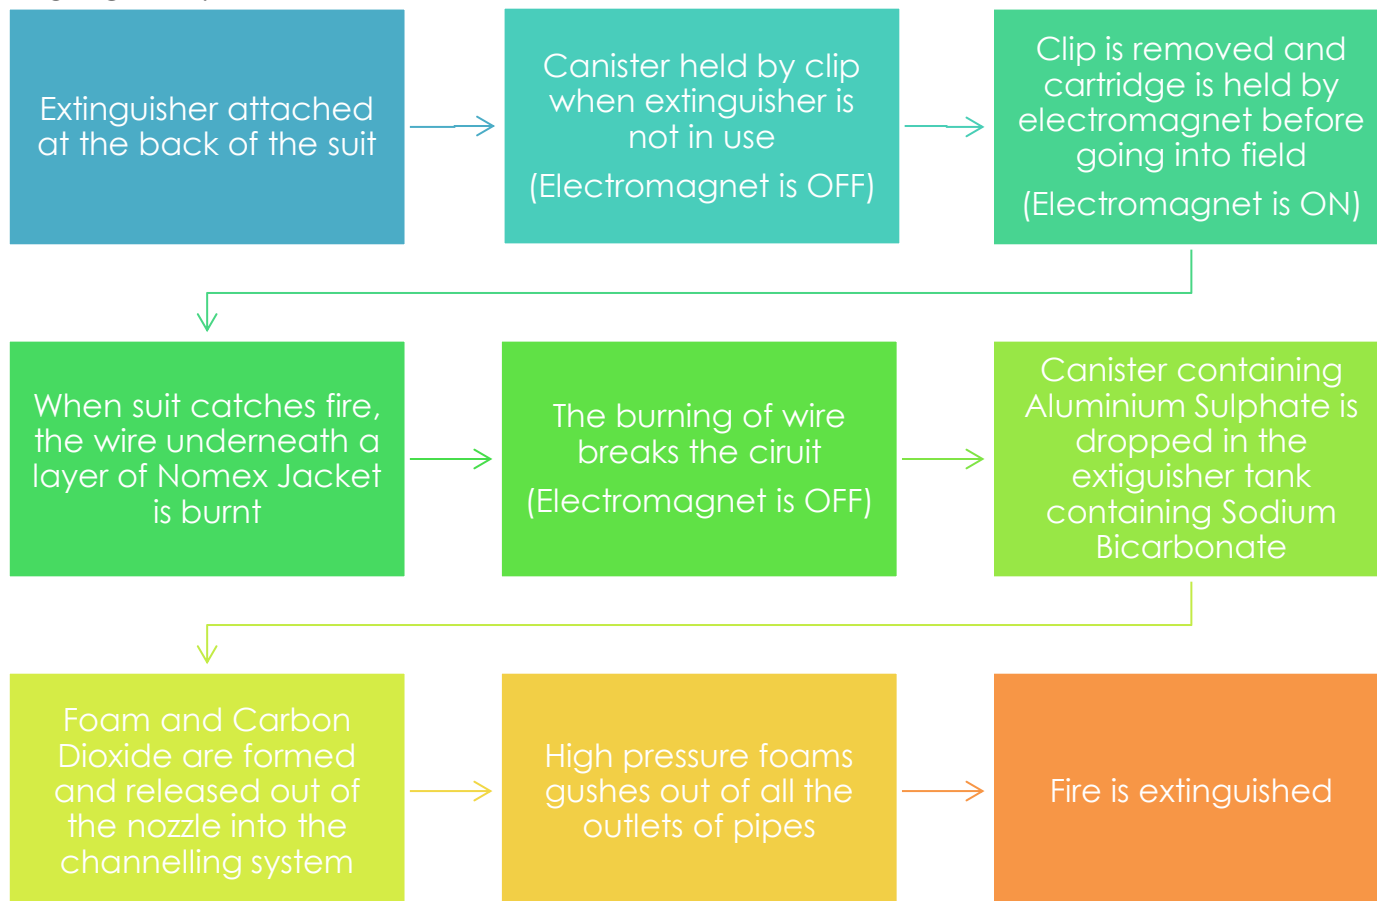 Extinguisher attached
at the back of the suit
Canister held by clip
when extinguisher is
not in use
(Electromagnet is OFF)
Clip is removed and
cartridge is held by
electromagnet before
going into field
(Electromagnet is ON)
When suit catches fire,
the wire underneath a
layer of Nomex Jacket
is burnt
The burning of wire
breaks the ciruit
(Electromagnet is OFF)
Canister containing
Aluminium Sulphate is
dropped in the
extiguisher tank
containing Sodium
Bicarbonate
Foam and Carbon
Dioxide are formed
and released out of
the nozzle into the
channelling system
High pressure foams
gushes out of all the
outlets of pipes
Fire is extinguished